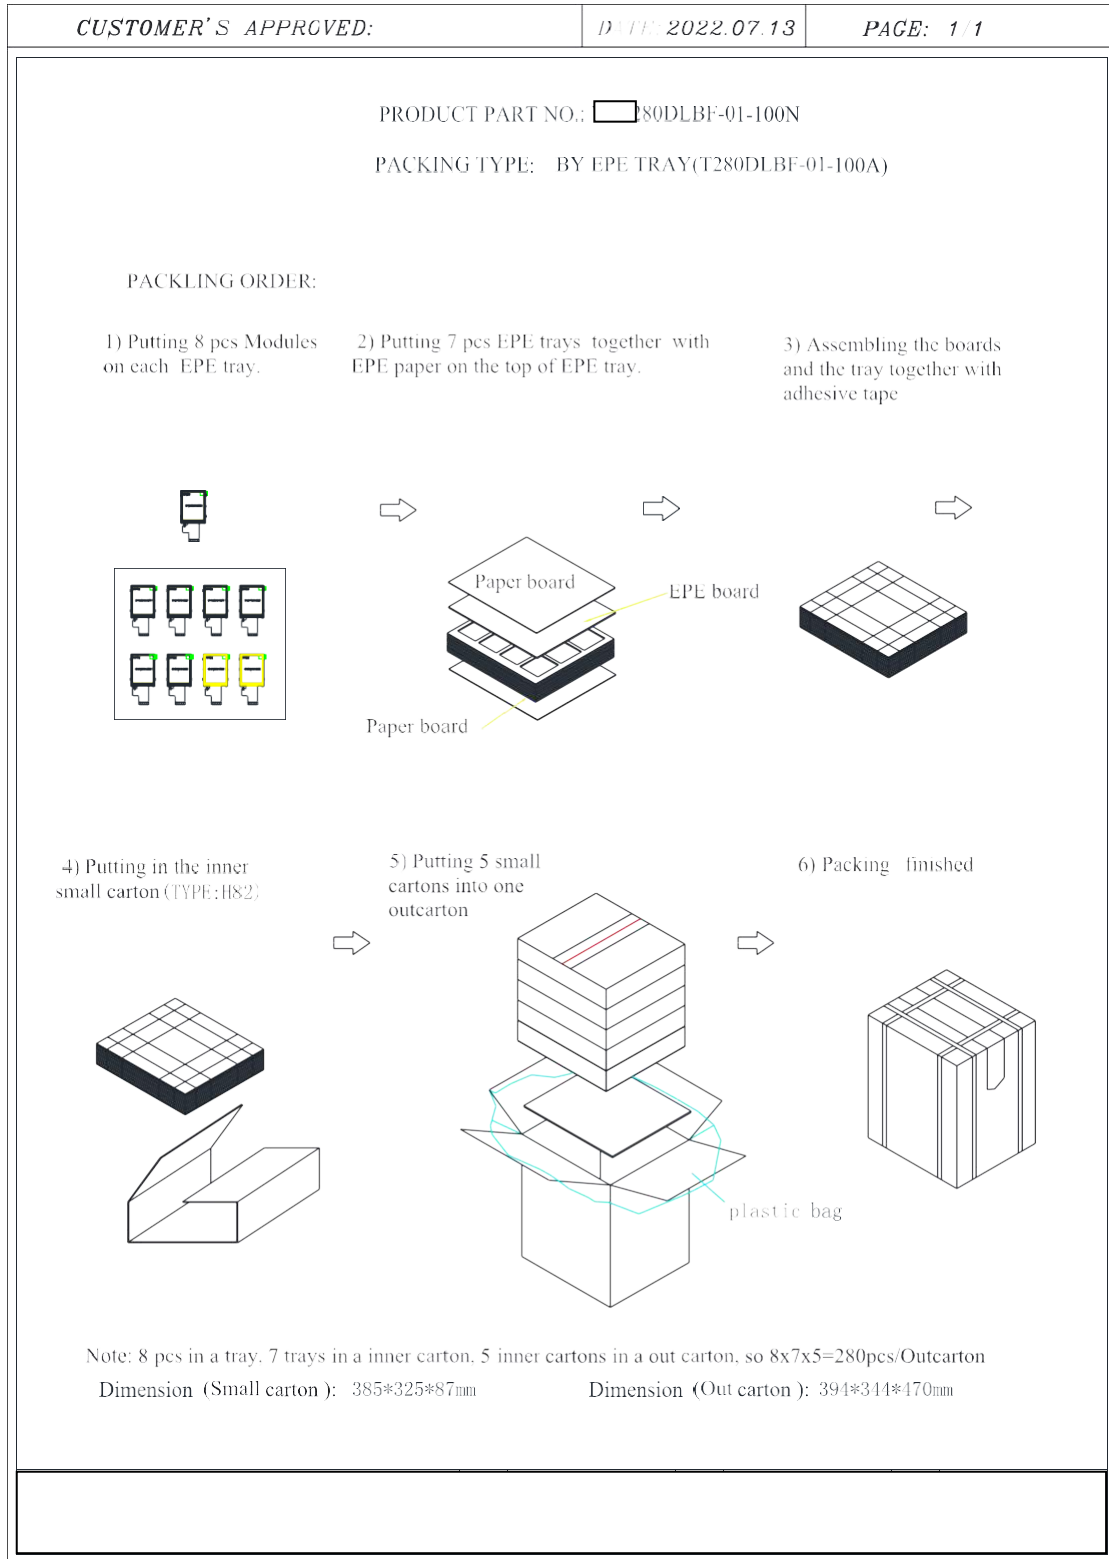 CUSTOMER'S APPROVED:
DATE: 2022.07.13
PAGE: 1/1
PRODUCT PART NO.: 280DLBF-01-100N
PACKING TYPE: BY EPE TRAY(T280DLBF-01-100A)
PACKLING ORDER:
1) Putting 8 pcs Modules
on each EPE tray.
2) Putting 7 pcs EPE trays together with
EPE paper on the top of EPE tray.
3) Assembling the boards
and the tray together with
adhesive tape
Paper board
EPE board
Paper board
4) Putting in the inner
small carton(TYPE:H82)
5) Putting 5 small
cartons into one
outcarton
6) Packing finished
plastic bag
Note: 8 pcs in a tray. 7 trays in a inner carton. 5 inner cartons in a out carton, so 8x7x5=280pcs/Outcarton
Dimension (Small carton ): 385*325*87mm
Dimension (Out carton ): 394*344*470mm